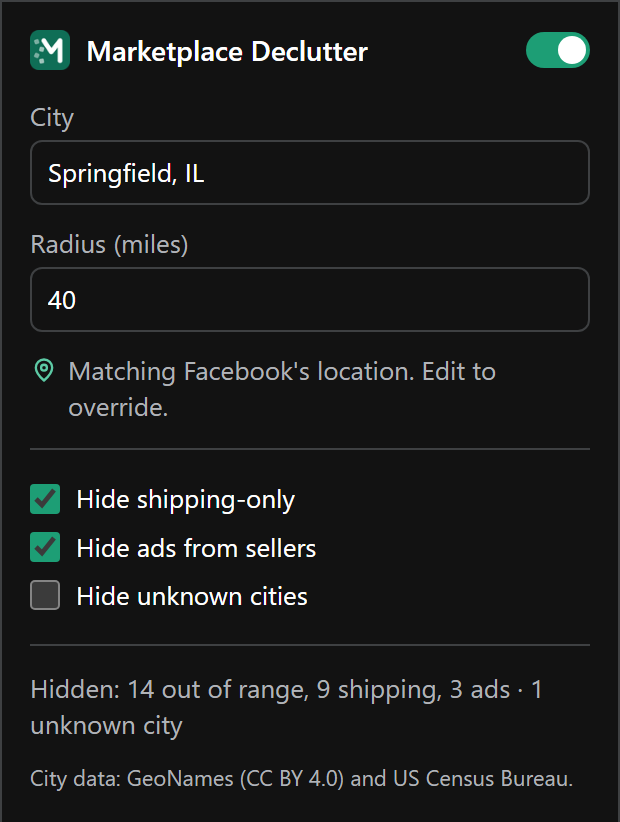 Marketplace Declutter
City
Springfield, IL
Radius (miles)
40
Matching Facebook's location. Edit to
override.
Hide shipping-only
Hide ads from sellers
Hide unknown cities
Hidden: 14 out of range, 9 shipping, 3 ads · 1
unknown city
City data: GeoNames (CC BY 4.0) and US Census Bureau.